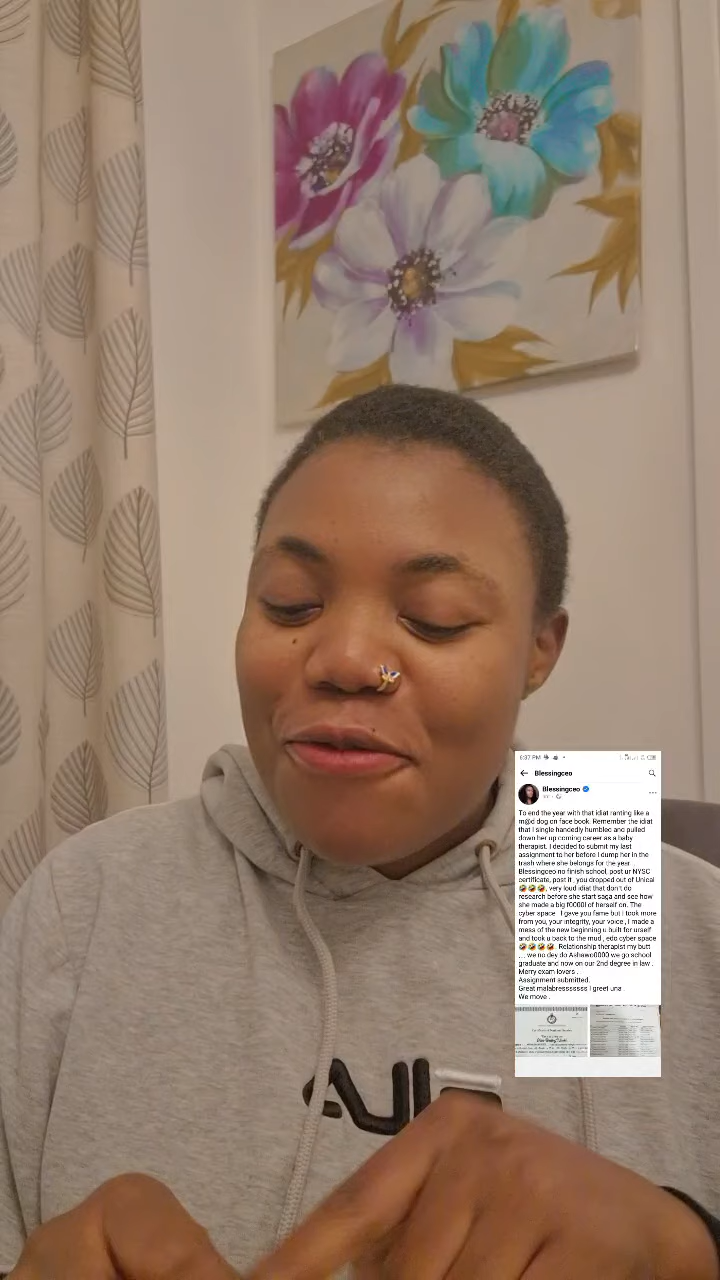 6:37 PM
Blessingceo
Blessingceo
To end the year with that idiat ranting like a
m@d dog on face book. Remember the idiat
that I single handedly humbled and pulled
down her up coming career as a baby
therapist. I decided to submit my last
assignment to her before I dump her in the
trash where she belongs for the year .
Blessingceo no finish school, post ur NYSC
certificate, post it , you dropped out of Unical
🤣🤣🤣, very loud idiat that don't do
research before she start saga and see how
she made a big f0000l of herself on. The
cyber space . I gave you fame but I took more
from you, your integrity, your voice , I made a
mess of the new beginning u built for urself
and took u back to the mud , edo cyber space
🤣🤣🤣🤣. Relationship therapist my butt
,,, we no dey do Ashawo0000 we go school
graduate and now on our 2nd degree in law .
Merry exam lovers .
Assignment submitted.
Great malabresssssss I greet una .
We move .